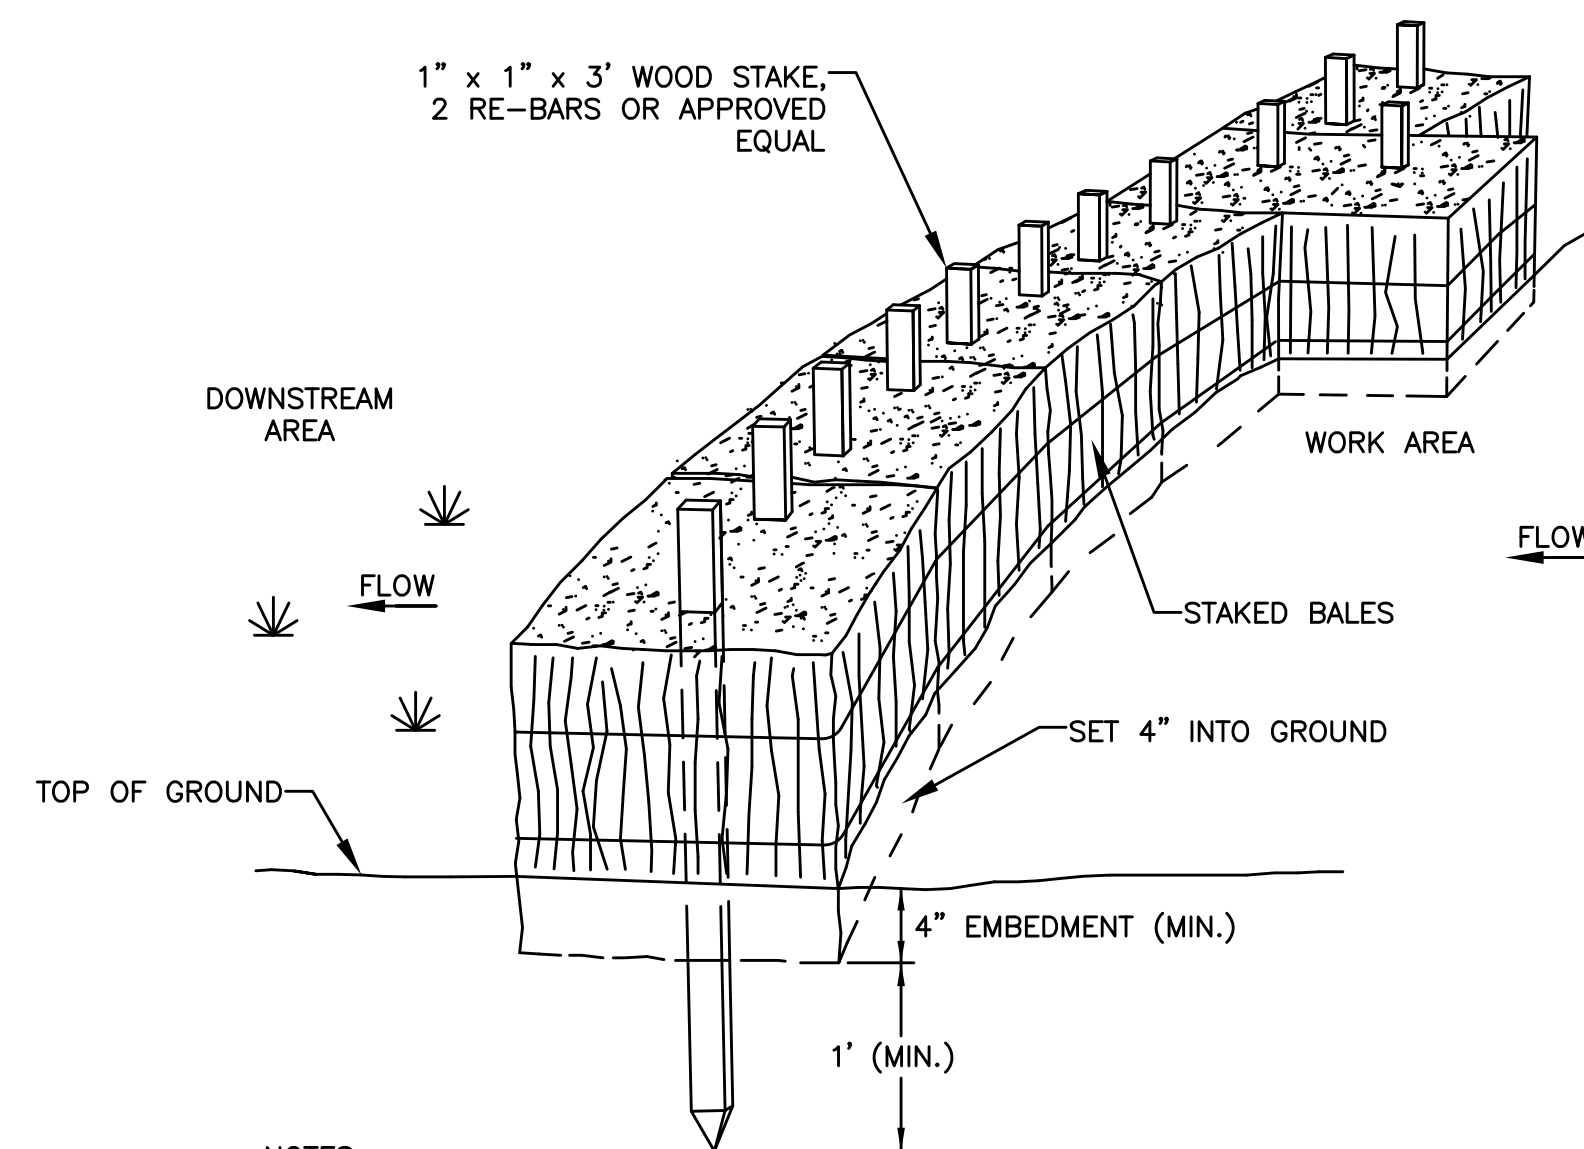 1" x 1" x 3' WOOD STAKE,
2 RE-BARS OR APPROVED
EQUAL
DOWNSTREAM
AREA
WORK AREA
FLOW
FLOW
STAKED BALES
SET 4" INTO GROUND
TOP OF GROUND
4" EMBEDMENT (MIN.)
1' (MIN.)